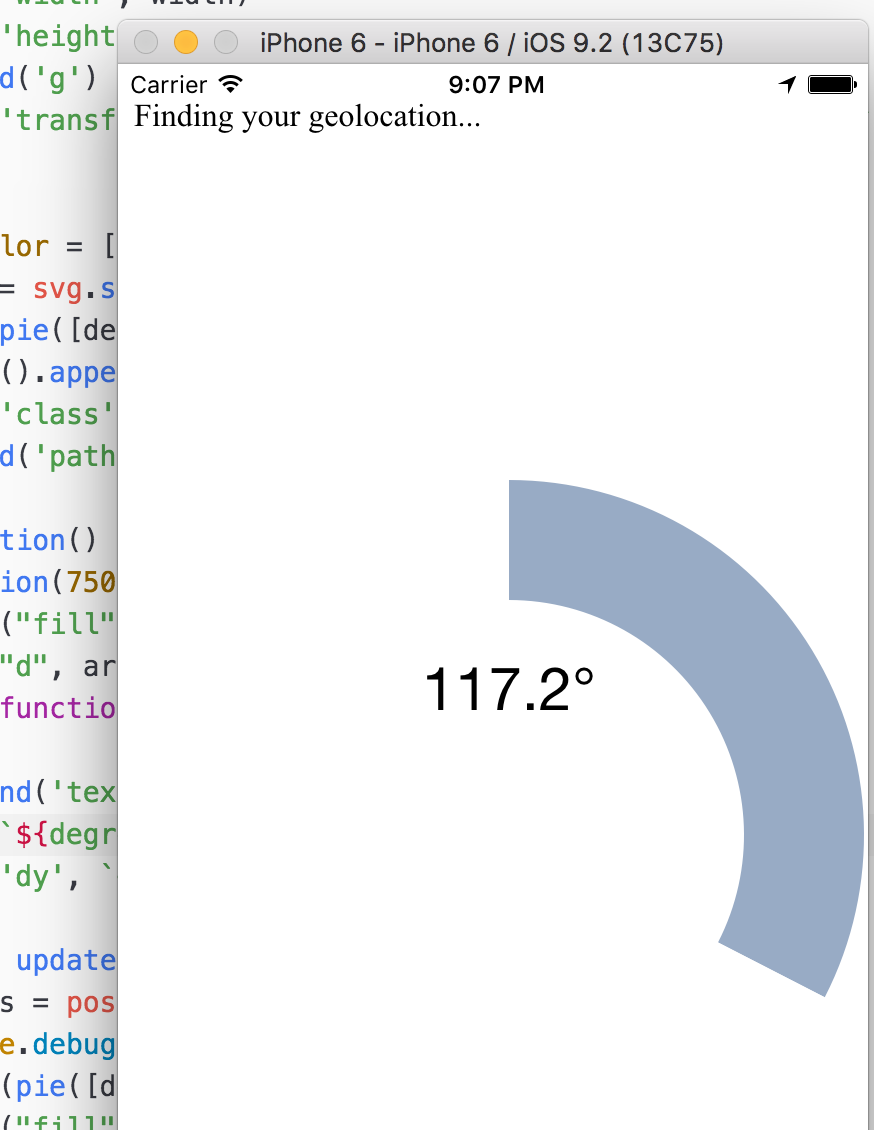 width', width)
'height
d('g')
'transf
lor = [
= svg.s
pie([de
().appe
'class'
d('path
tion()
ion(750
("fill"
"d", ar
functio
nd('tex
`${degr
'dy', `
update
s = pos
e.debug
(pie([d
("fill"
iPhone 6 - iPhone 6 / iOS 9.2 (13C75)
Carrier 9:07 PM
Finding your geolocation...
117.2°